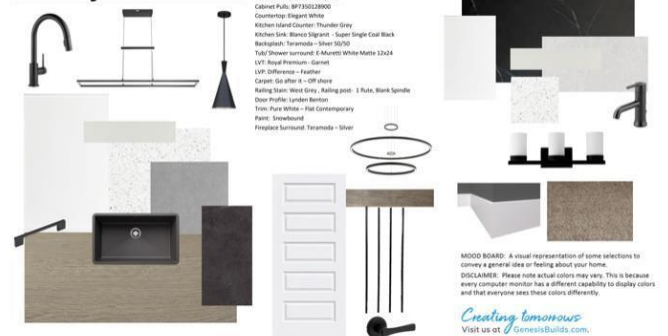 Cabinet Pulls: BP7350128900
Countertop: Elegant White
Kitchen Island Counter: Thunder Grey
Kitchen Sink: Blanco Silgranit - Super Single Coal Black
Backsplash: Teramoda – Silver 50/50
Tub/ Shower surround: E-Muretti White Matte 12x24
LVT: Royal Premium - Garnet
LVP: Difference – Feather
Carpet: Go after it – Off shore
Railing Stain: West Grey , Railing post- 1 flute, Blank Spindle
Door Profile: Lynden Benton
Trim: Pure White – Flat Contemporary
Paint: Snowbound
Fireplace Surround: Teramoda – Silver
MOOD BOARD: A visual representation of some selections to
convey a general idea or feeling about your home.
DISCLAIMER: Please note actual colors may vary. This is because
every computer monitor has a different capability to display colors
and that everyone sees these colors differently.
Creating tomorrows
Visit us at GenesisBuilds.com.